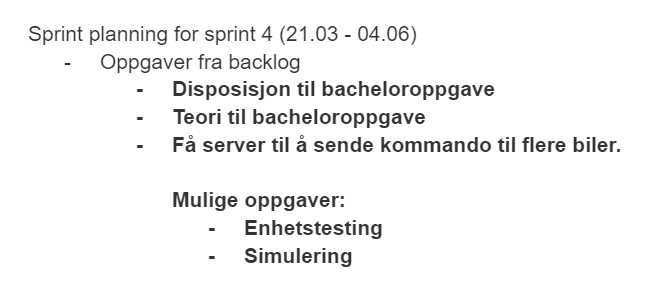 Sprint planning for sprint 4 (21.03 - 04.06)
- Oppgaver fra backlog
- Disposisjon til bacheloroppgave
- Teori til bacheloroppgave
- Få server til å sende kommando til flere biler.
Mulige oppgaver:
- Enhetstesting
- Simulering